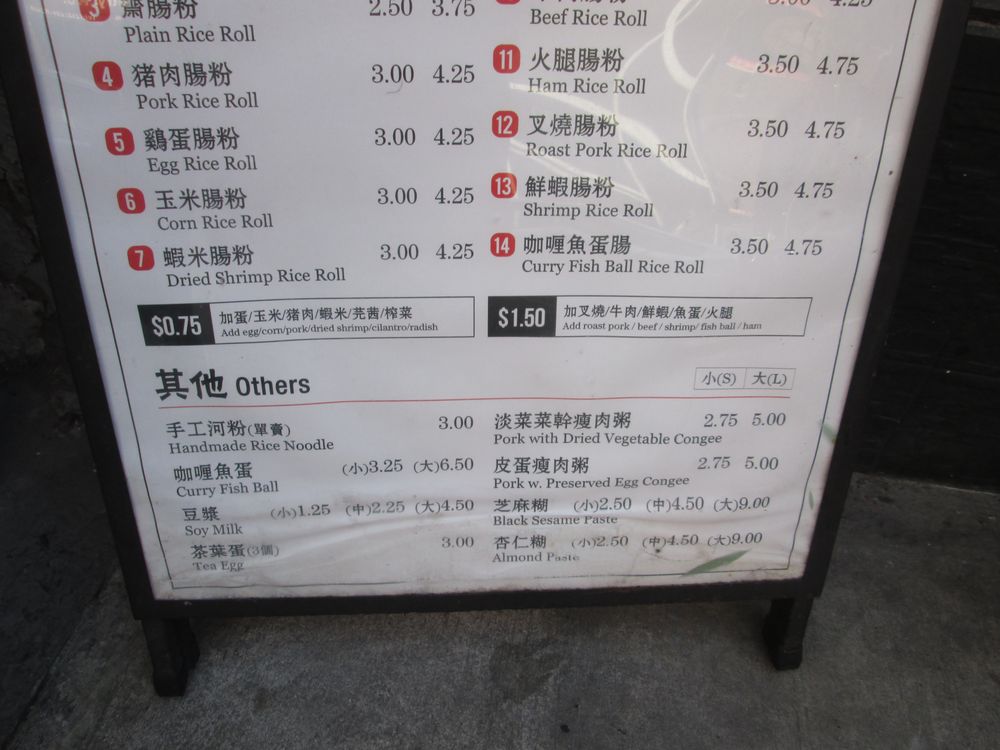 3 齋腸粉 2.50 3.75
Plain Rice Roll
4 猪肉腸粉 3.00 4.25
Pork Rice Roll
5 鷄蛋腸粉 3.00 4.25
Egg Rice Roll
6 玉米腸粉 3.00 4.25
Corn Rice Roll
7 蝦米腸粉 3.00 4.25
Dried Shrimp Rice Roll
Beef Rice Roll
11 火腿腸粉 3.50 4.75
Ham Rice Roll
12 叉燒腸粉 3.50 4.75
Roast Pork Rice Roll
13 鮮蝦腸粉 3.50 4.75
Shrimp Rice Roll
14 咖喱魚蛋腸 3.50 4.75
Curry Fish Ball Rice Roll
$0.75 加蛋/玉米/猪肉/蝦米/芫茜/榨菜
Add egg/corn/pork/dried shrimp/cilantro/radish
$1.50 加叉燒/牛肉/鮮蝦/魚蛋/火腿
Add roast pork / beef / shrimp/ fish ball / ham
其他 Others 小(S) 大(L)
手工河粉(單賣) 3.00
Handmade Rice Noodle
咖喱魚蛋 (小)3.25 (大)6.50
Curry Fish Ball
豆漿 (小)1.25 (中)2.25 (大)4.50
Soy Milk
茶葉蛋(3個) 3.00
Tea Egg
淡菜菜幹瘦肉粥 2.75 5.00
Pork with Dried Vegetable Congee
皮蛋瘦肉粥 2.75 5.00
Pork w. Preserved Egg Congee
芝麻糊 (小)2.50 (中)4.50 (大)9.00
Black Sesame Paste
杏仁糊 (小)2.50 (中)4.50 (大)9.00
Almond Paste